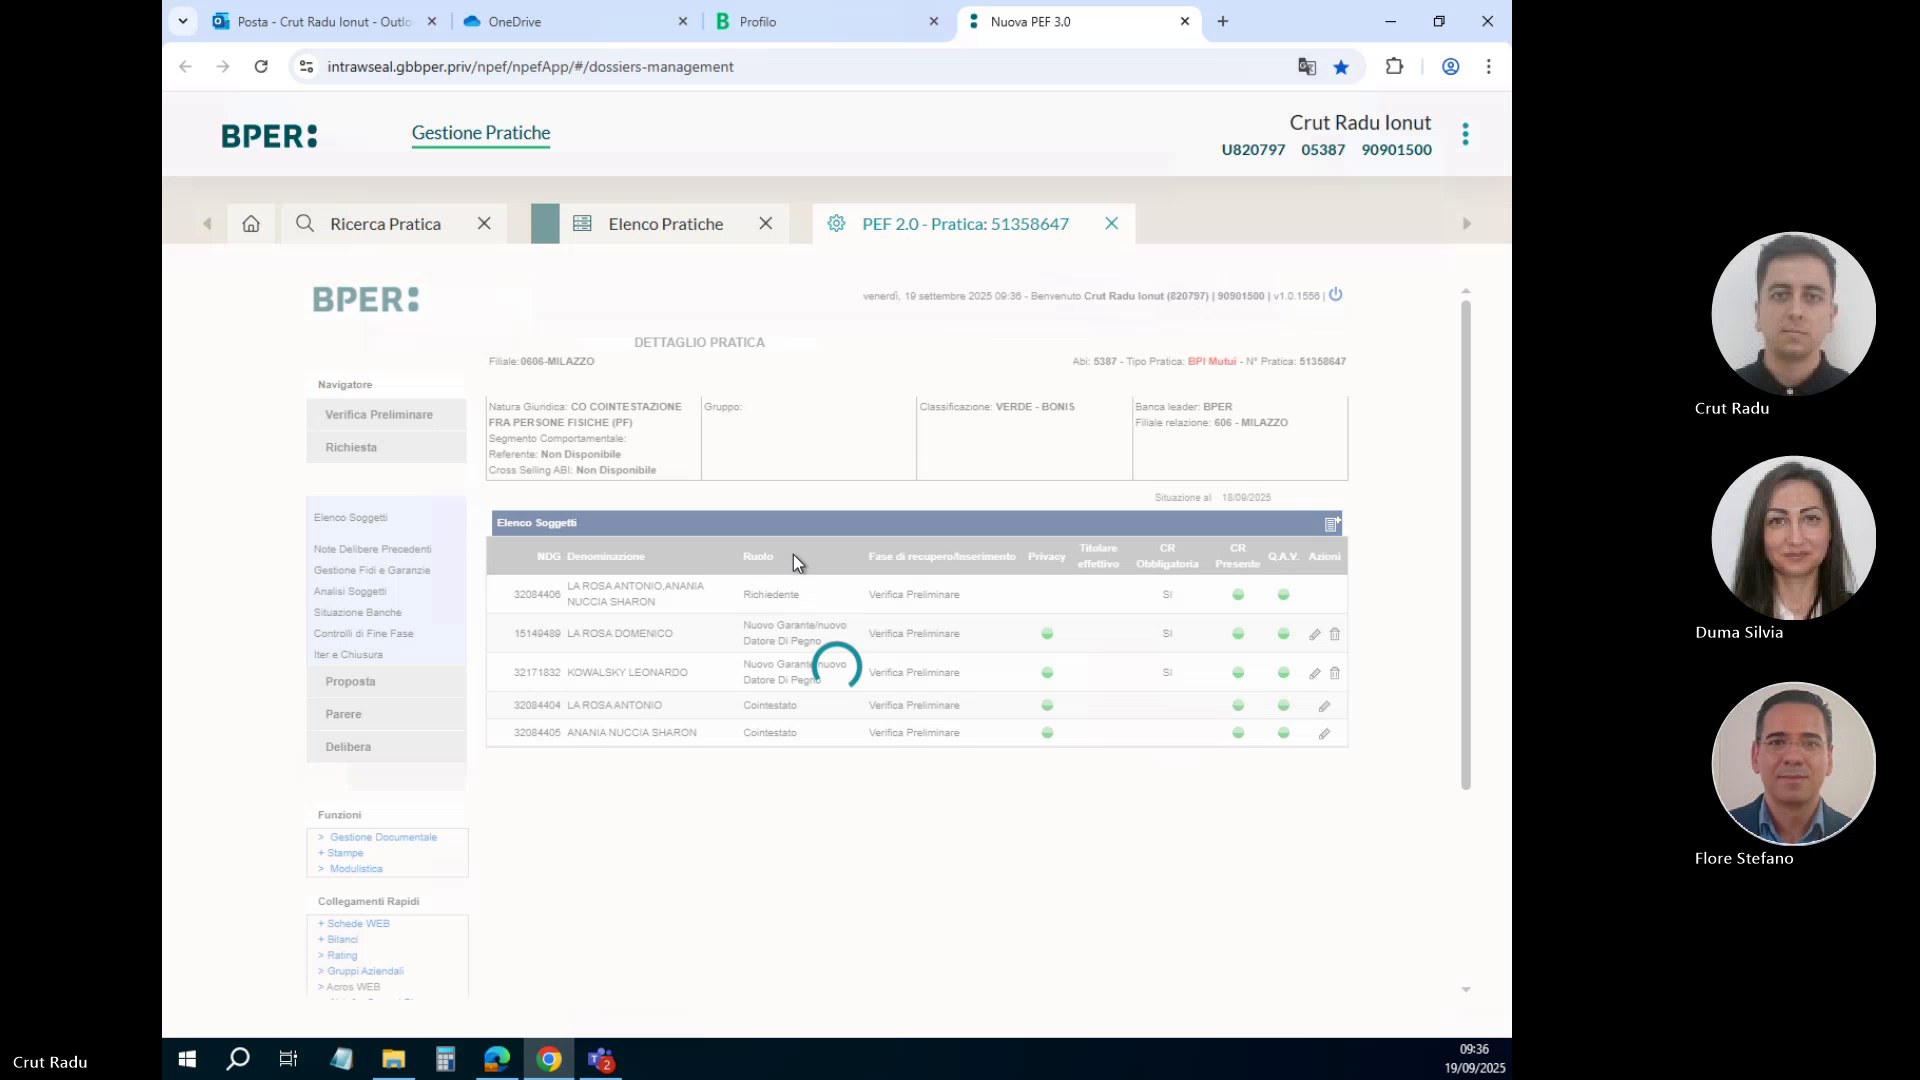 Posta - Crut Radu Ionut - Outlo
OneDrive
Profilo
Nuova PEF 3.0
intrawseal.gbbper.priv/npef/npefApp/#/dossiers-management
BPER:
Gestione Pratiche
Crut Radu Ionut
U820797 05387 90901500
Ricerca Pratica
Elenco Pratiche
PEF 2.0 - Pratica: 51358647
BPER:
venerdì, 19 settembre 2025 09:36 - Benvenuto Crut Radu Ionut (820797) | 90901500 | v1.0.1556 |
DETTAGLIO PRATICA
Filiale: 0606-MILAZZO
Abi: 5387 - Tipo Pratica: BPI Mutui - N° Pratica: 51358647
Navigatore
Verifica Preliminare
Richiesta
Natura Giuridica: CO COINTESTAZIONE
FRA PERSONE FISICHE (PF)
Segmento Comportamentale:
Referente: Non Disponibile
Cross Selling ABI: Non Disponibile
Gruppo:
Classificazione: VERDE - BONIS
Banca leader: BPER
Filiale relazione: 606 - MILAZZO
Situazione al 18/09/2025
Elenco Soggetti
Note Delibere Precedenti
Gestione Fidi e Garanzie
Analisi Soggetti
Situazione Banche
Controlli di Fine Fase
Iter e Chiusura
Proposta
Parere
Delibera
Elenco Soggetti
NDG Denominazione Ruolo Fase di recupero/Inserimento Privacy Titolare effettivo CR Obbligatoria CR Presente Q.A.V. Azioni
32084406 LA ROSA ANTONIO,ANANIA NUCCIA SHARON Richiedente Verifica Preliminare SI
15149489 LA ROSA DOMENICO Nuovo Garante/nuovo Datore Di Pegno Verifica Preliminare SI
32171832 KOWALSKY LEONARDO Nuovo Garante/nuovo Datore Di Pegno Verifica Preliminare SI
32084404 LA ROSA ANTONIO Cointestato Verifica Preliminare
32084405 ANANIA NUCCIA SHARON Cointestato Verifica Preliminare
Funzioni
> Gestione Documentale
+ Stampe
> Modulistica
Collegamenti Rapidi
+ Schede WEB
+ Bilanci
> Rating
> Gruppi Aziendali
> Acros WEB
Crut Radu
Duma Silvia
Flore Stefano
Crut Radu
2
09:36
19/09/2025